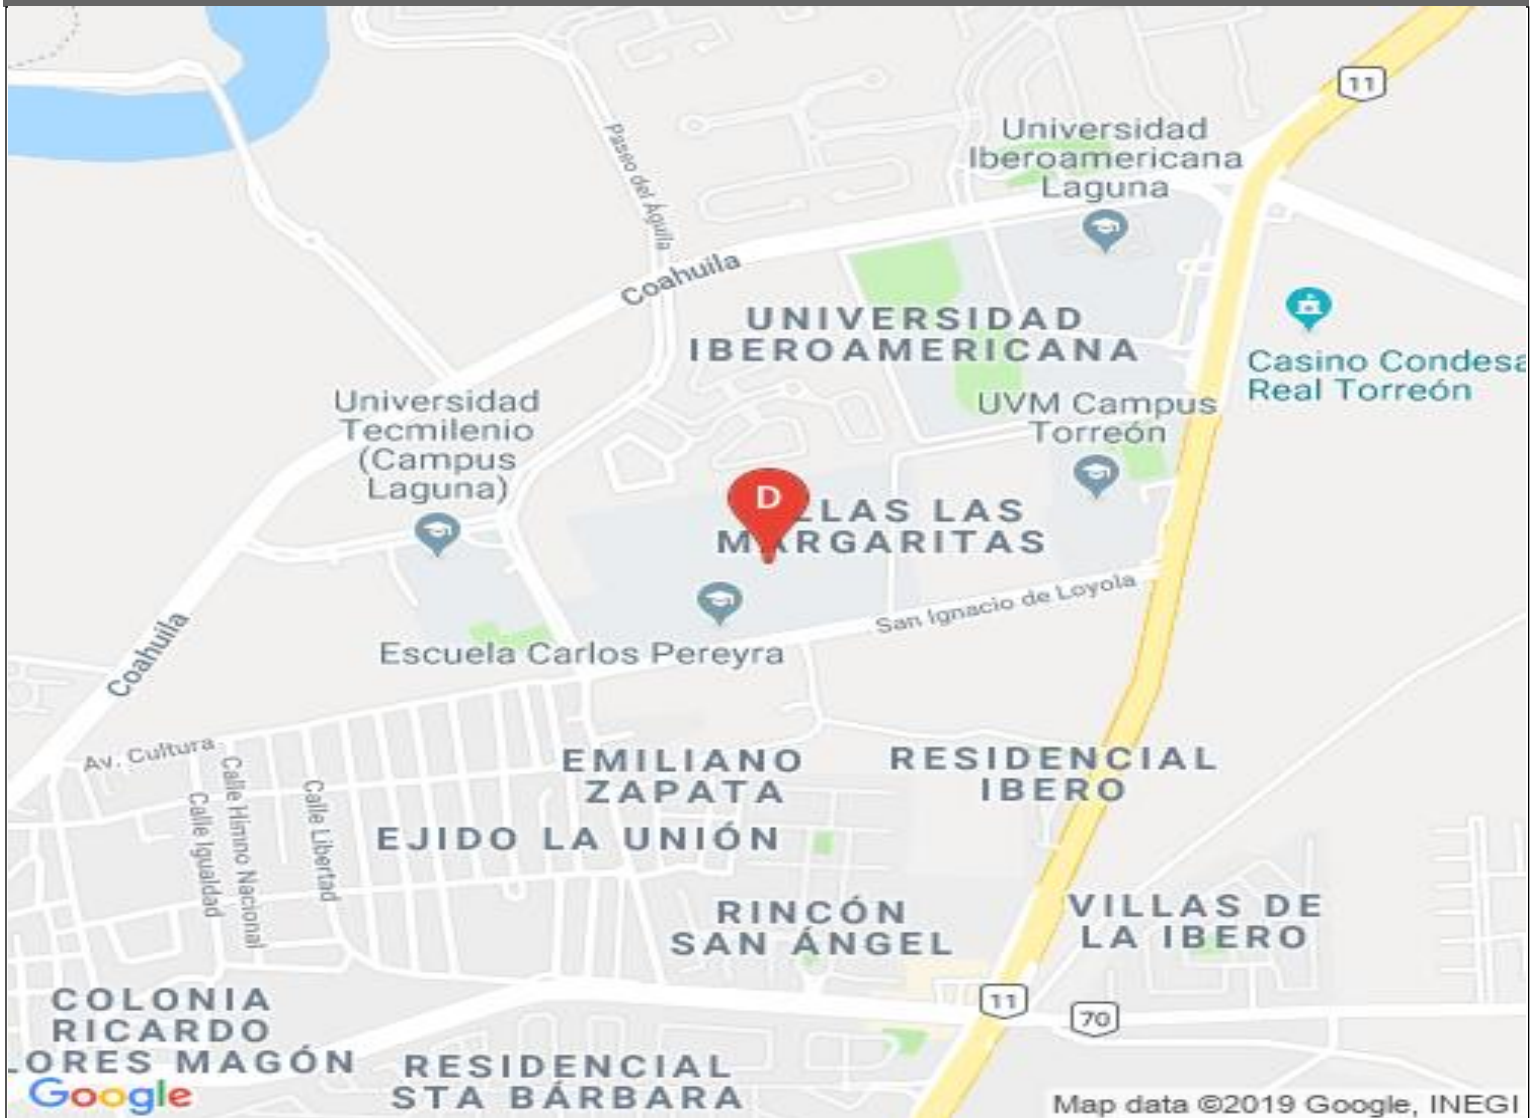 11
Universidad
Iberoamericana
Laguna
Paseo del Águila
Coahuila
UNIVERSIDAD
IBEROAMERICANA
Casino Condesa
Real Torreón
Universidad
Tecmilenio
(Campus
Laguna)
UVM Campus
Torreón
D
LLAS LAS
MARGARITAS
San Ignacio de Loyola
Escuela Carlos Pereyra
Coahuila
Av. Cultura
Calle Himno Nacional
Calle Igualdad
Calle Libertad
EMILIANO
ZAPATA
RESIDENCIAL
IBERO
EJIDO LA UNIÓN
RINCÓN
SAN ÁNGEL
VILLAS DE
LA IBERO
11
70
COLONIA
RICARDO
LORES MAGÓN
RESIDENCIAL
STA BÁRBARA
Google
Map data ©2019 Google, INEGI